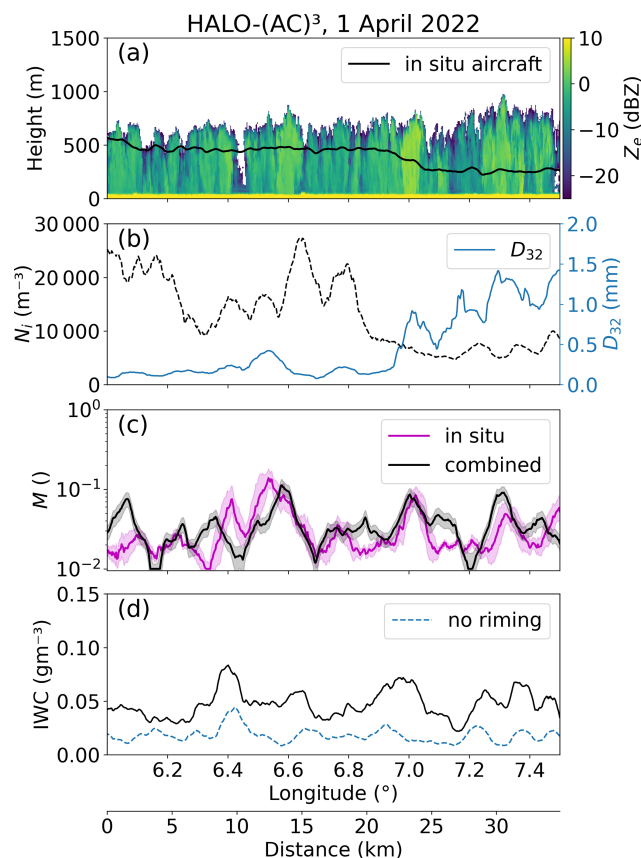 HALO-(AC)³, 1 April 2022
(a)
in situ aircraft
Height (m)
1500
1000
500
0
10
0
−10
−20
Zₑ (dBZ)
(b)
D₃₂
Nᵢ (m⁻³)
30 000
20 000
10 000
0
2.0
1.5
1.0
0.5
0.0
D₃₂ (mm)
(c)
in situ
combined
M ()
10⁰
10⁻¹
10⁻²
(d)
no riming
IWC (gm⁻³)
0.15
0.10
0.05
0.00
6.2 6.4 6.6 6.8 7.0 7.2 7.4
Longitude (°)
0 5 10 15 20 25 30
Distance (km)